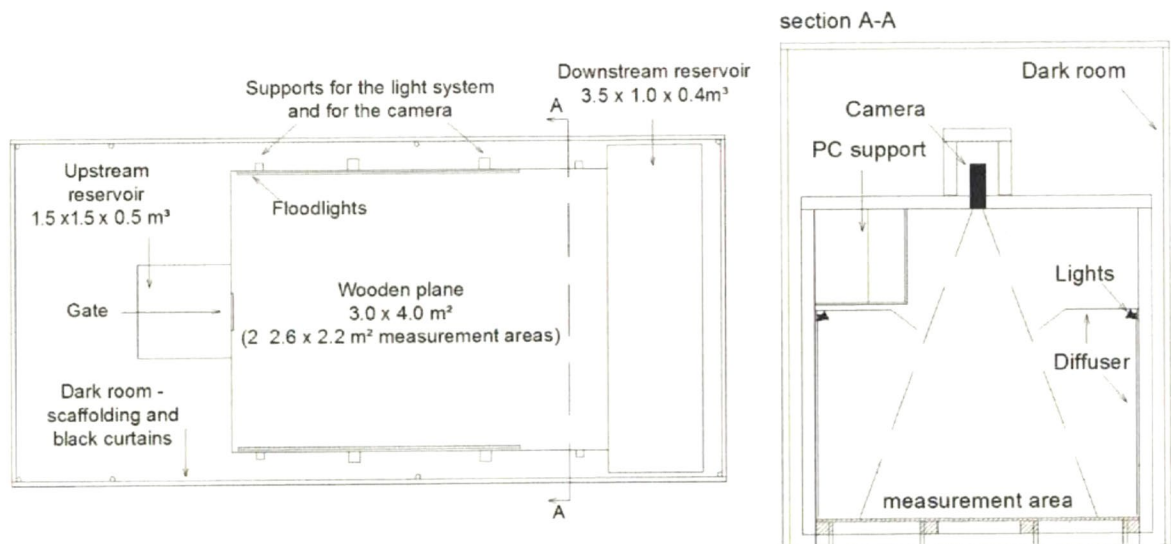 section A-A
Supports for the light system
and for the camera
A
Downstream reservoir
3.5 x 1.0 x 0.4m³
Upstream
reservoir
1.5 x1.5 x 0.5 m³
Floodlights
Gate
Wooden plane
3.0 x 4.0 m²
(2 2.6 x 2.2 m² measurement areas)
Dark room -
scaffolding and
black curtains
A
Dark room
Camera
PC support
Lights
Diffuser
measurement area